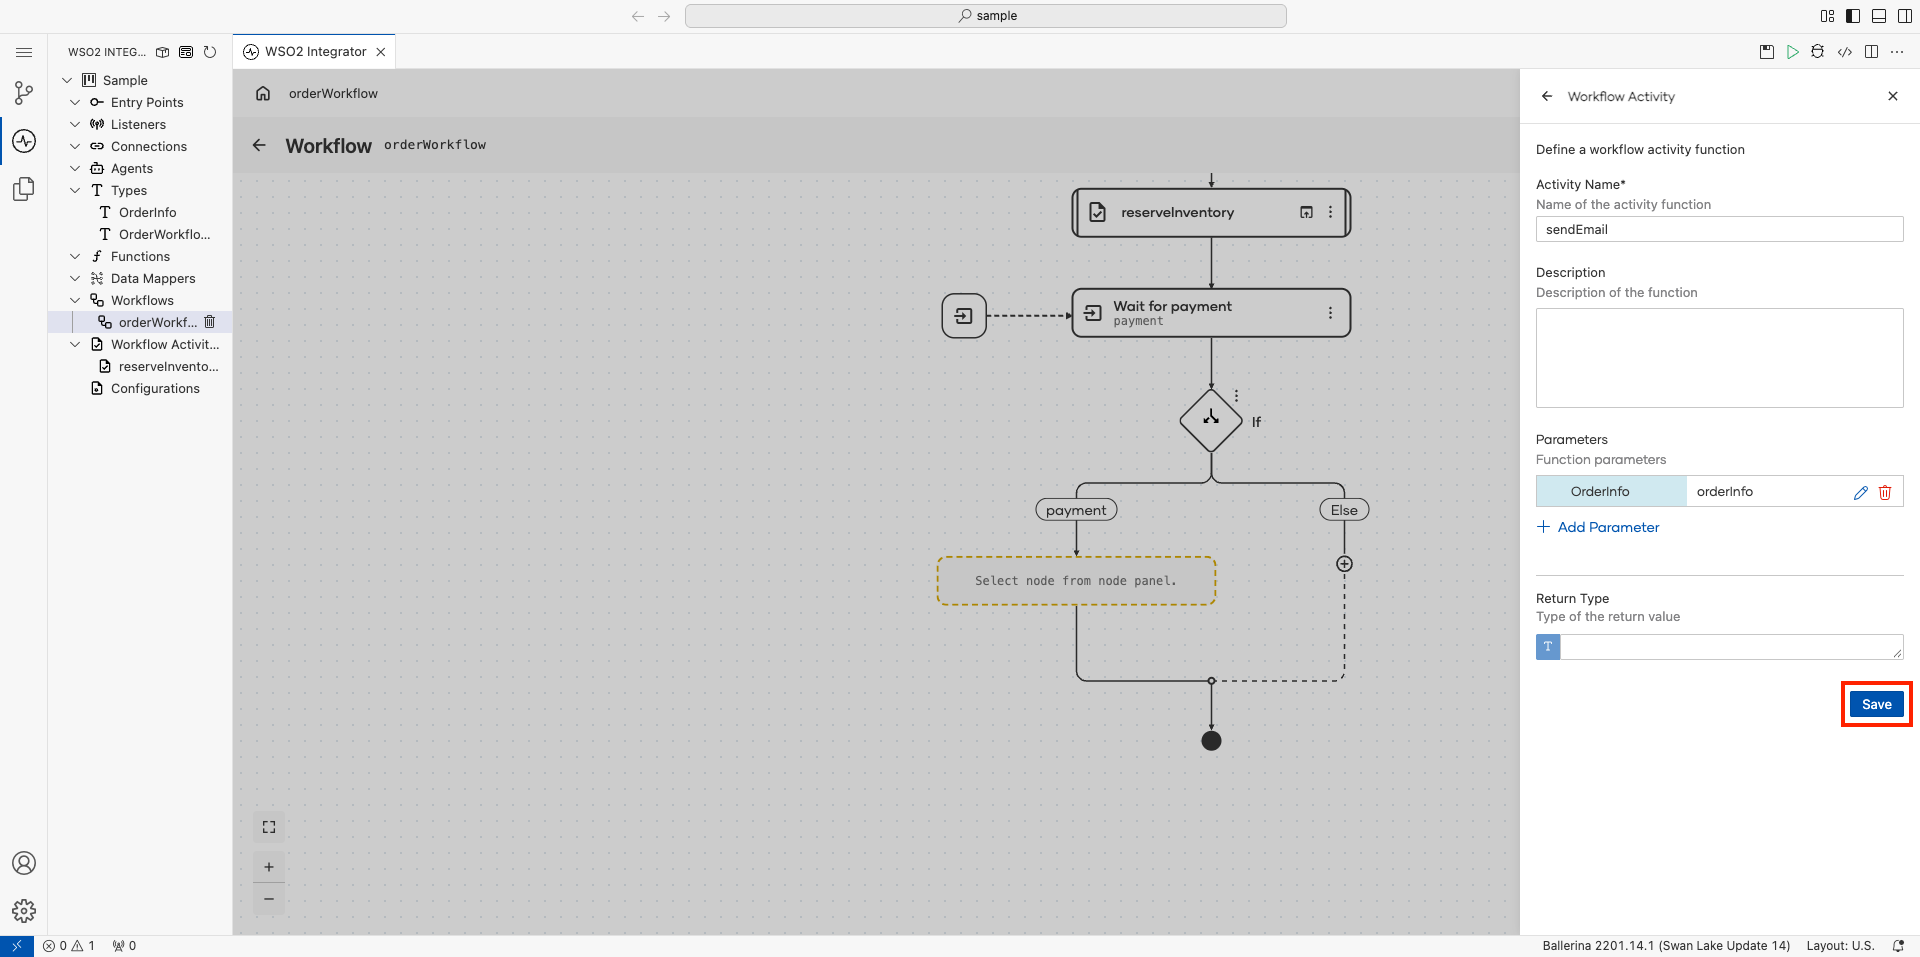 sample
WSO2 INTEG...
WSO2 Integrator
Sample
Entry Points
Listeners
Connections
Agents
Types
OrderInfo
OrderWorkflo...
Functions
Data Mappers
Workflows
orderWorkf...
Workflow Activit...
reserveInvento...
Configurations
orderWorkflow
Workflow orderWorkflow
reserveInventory
Wait for payment
payment
If
payment
Else
Select node from node panel.
Workflow Activity
Define a workflow activity function
Activity Name*
Name of the activity function
sendEmail
Description
Description of the function
Parameters
Function parameters
OrderInfo orderInfo
Add Parameter
Return Type
Type of the return value
T
Save
0 1 0
Ballerina 2201.14.1 (Swan Lake Update 14) Layout: U.S.